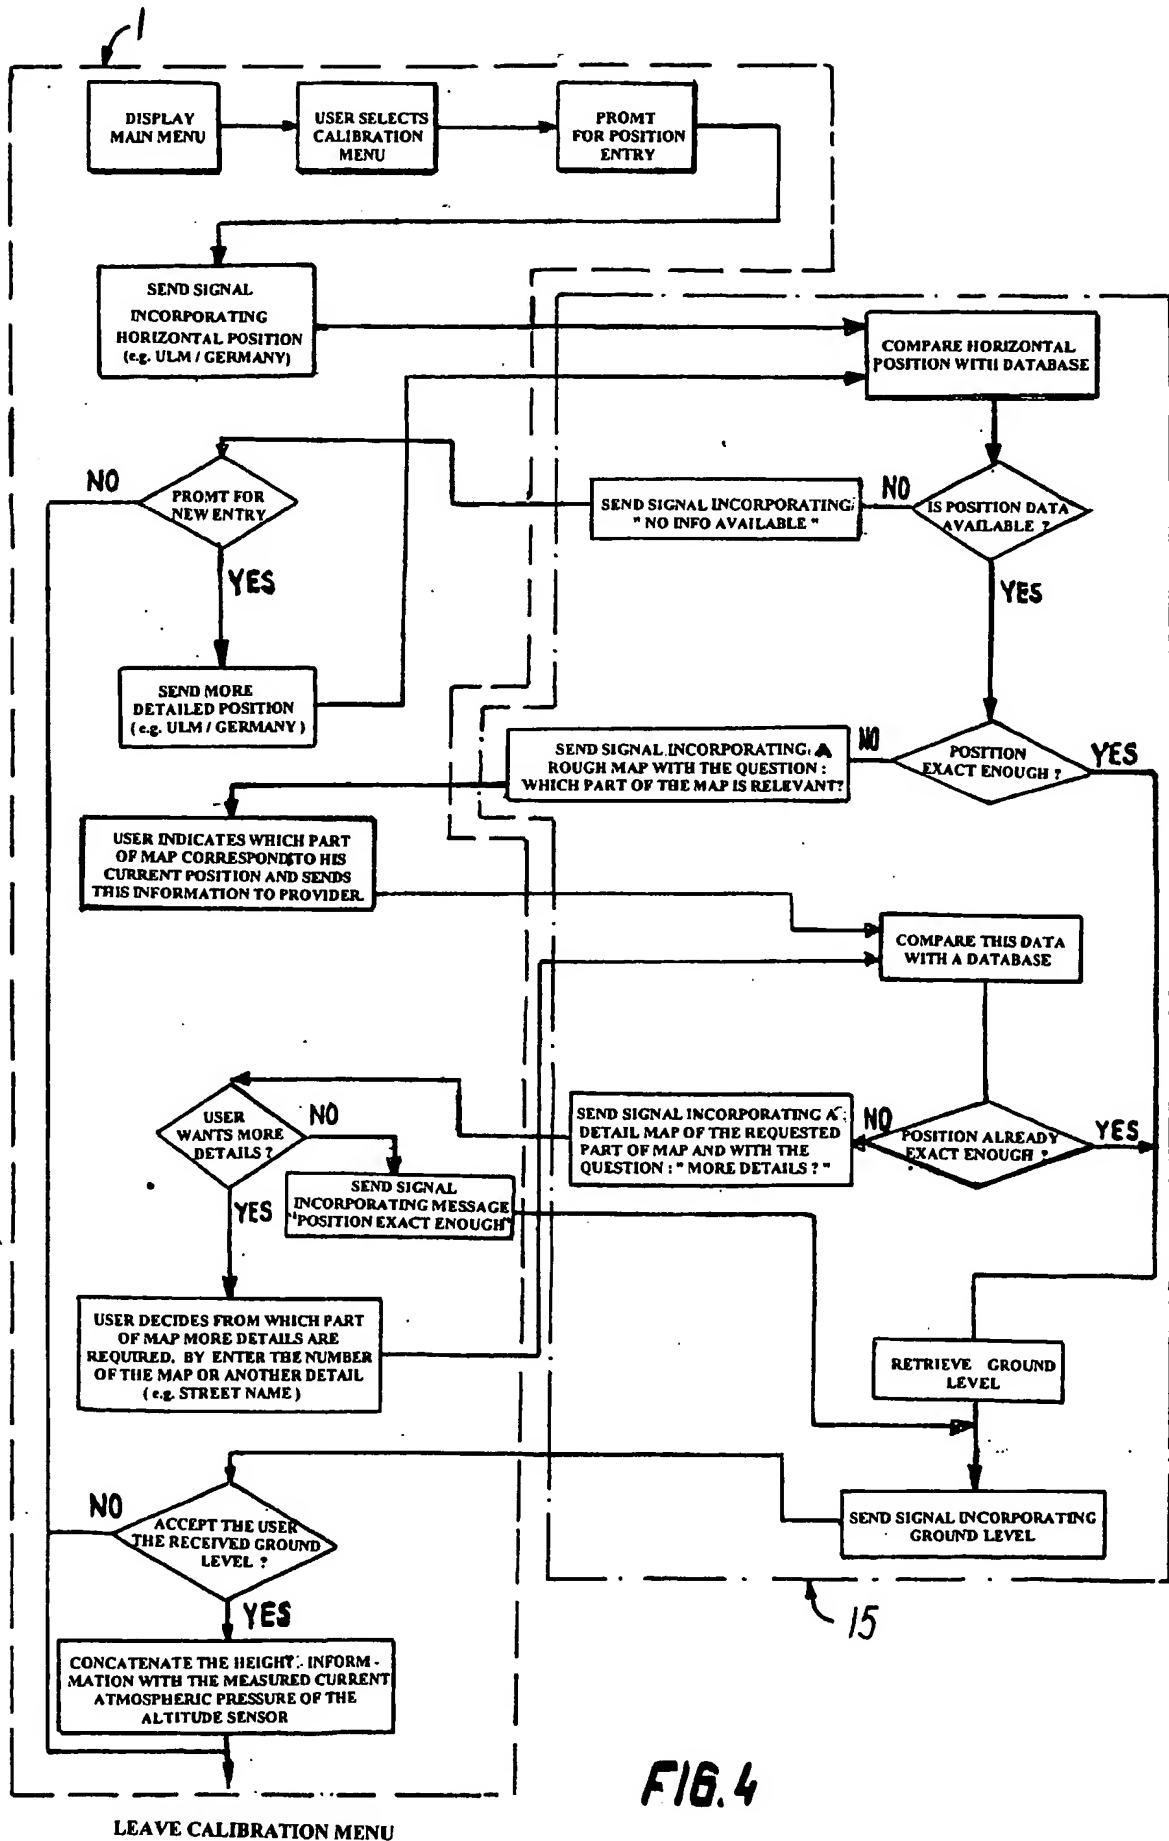 1
DISPLAY
MAIN MENU
USER SELECTS
CALIBRATION
MENU
PROMT
FOR POSITION
ENTRY
SEND SIGNAL
INCORPORATING
HORIZONTAL POSITION
(e.g. ULM / GERMANY)
COMPARE HORIZONTAL
POSITION WITH DATABASE
NO
PROMT FOR
NEW ENTRY
YES
SEND SIGNAL INCORPORATING
" NO INFO AVAILABLE "
NO
IS POSITION DATA
AVAILABLE ?
YES
SEND MORE
DETAILED POSITION
( e.g. ULM / GERMANY )
SEND SIGNAL INCORPORATING A
ROUGH MAP WITH THE QUESTION :
WHICH PART OF THE MAP IS RELEVANT?
NO
POSITION
EXACT ENOUGH ?
YES
USER INDICATES WHICH PART
OF MAP CORRESPONDS TO HIS
CURRENT POSITION AND SENDS
THIS INFORMATION TO PROVIDER.
COMPARE THIS DATA
WITH A DATABASE
USER
WANTS MORE
DETAILS ?
NO
YES
SEND SIGNAL
INCORPORATING MESSAGE
"POSITION EXACT ENOUGH"
SEND SIGNAL INCORPORATING A
DETAIL MAP OF THE REQUESTED
PART OF MAP AND WITH THE
QUESTION : " MORE DETAILS ? "
NO
POSITION ALREADY
EXACT ENOUGH ?
YES
USER DECIDES FROM WHICH PART
OF MAP MORE DETAILS ARE
REQUIRED. BY ENTER THE NUMBER
OF THE MAP OR ANOTHER DETAIL
( e.g. STREET NAME )
RETRIEVE GROUND
LEVEL
NO
ACCEPT THE USER
THE RECEIVED GROUND
LEVEL ?
YES
SEND SIGNAL INCORPORATING
GROUND LEVEL
15
CONCATENATE THE HEIGHT - INFOR -
MATION WITH THE MEASURED CURRENT
ATMOSPHERIC PRESSURE OF THE
ALTITUDE SENSOR
FIG. 4
LEAVE CALIBRATION MENU